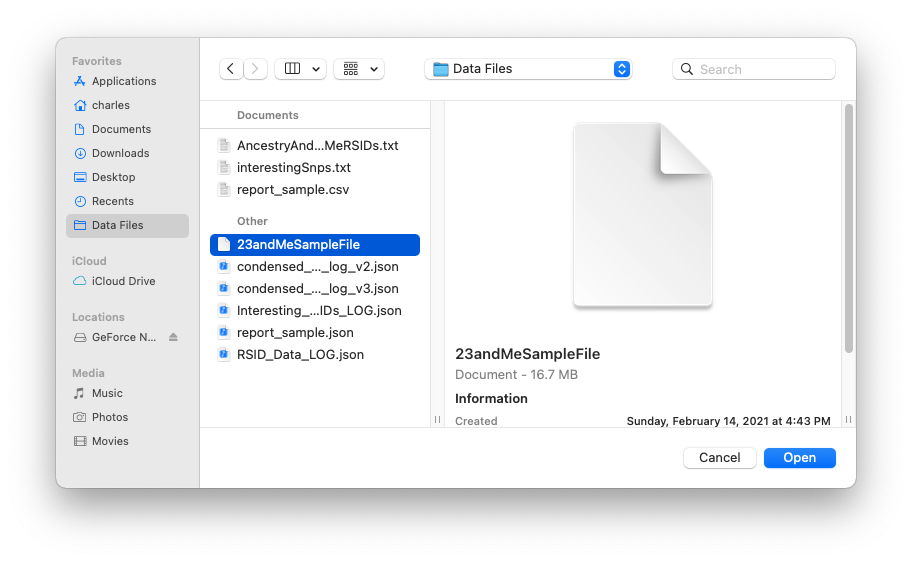 Favorites
Applications
charles
Documents
Downloads
Desktop
Recents
Data Files
iCloud
iCloud Drive
Locations
GeForce N...
Media
Music
Photos
Movies
Data Files
Search
Documents
AncestryAnd...MeRSIDs.txt
interestingSnps.txt
report_sample.csv
Other
23andMeSampleFile
condensed_..._log_v2.json
condensed_..._log_v3.json
Interesting_...IDs_LOG.json
report_sample.json
RSID_Data_LOG.json
23andMeSampleFile
Document - 16.7 MB
Information
Created Sunday, February 14, 2021 at 4:43 PM
Cancel Open